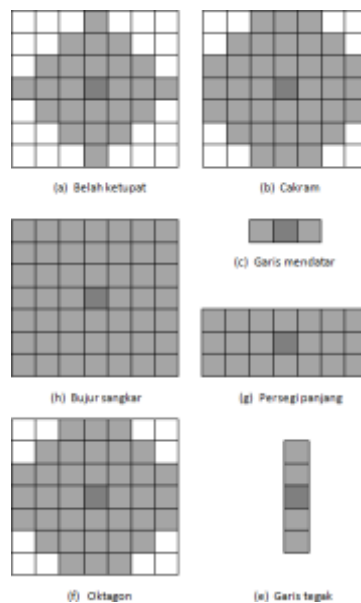 (a) Belah ketupat
(b) Cakram
(c) Garis mendatar
(h) Bujur sangkar
(g) Persegi panjang
(f) Oktagon
(e) Garis tegak